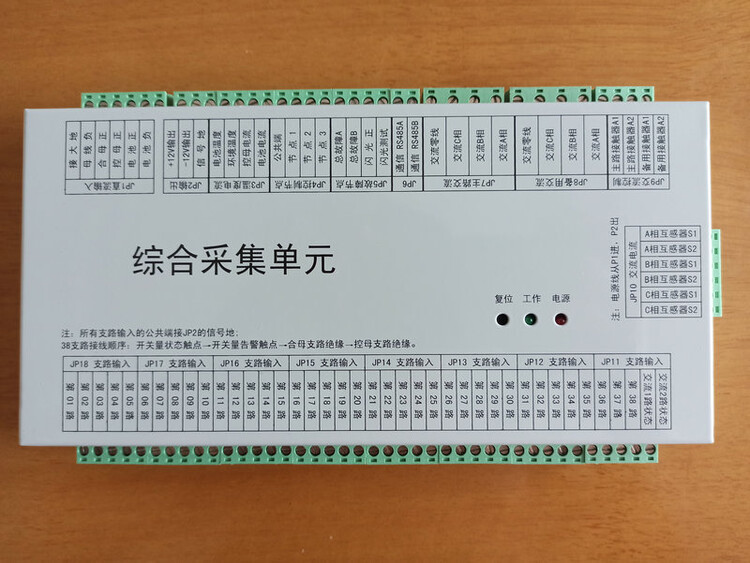 接大地
母线负
合母正
控母正
电池正
电池负
JP1直流输入
+12V输出
-12V输出
信号地
JP2输出
电池温度
环境温度
控母电流
电池电流
JP3温度电流
公共端
节点1
节点2
节点3
JP4控制节点
总故障A
总故障B
闪光正
闪光测试
JP5故障节点
通信 RS485A
通信 RS485B
JP6
交流零线
交流C相
交流B相
交流A相
JP7主路交流
交流零线
交流C相
交流B相
交流A相
JP8备用交流
主路接触器A1
主路接触器A2
备用接触器A1
备用接触器A2
JP9交流控制
综合采集单元
复位 工作 电源
注: 电源线从P1进, P2出
JP10 交流电流
A相互感器S1
A相互感器S2
B相互感器S1
B相互感器S2
C相互感器S1
C相互感器S2
注: 所有支路输入的公共端接JP2的信号地;
38支路接线顺序: 开关量状态触点→开关量告警触点→合母支路绝缘→控母支路绝缘。
JP18 支路输入
JP17 支路输入
JP16 支路输入
JP15 支路输入
JP14 支路输入
JP13 支路输入
JP12 支路输入
JP11 支路输入
第01路
第02路
第03路
第04路
第05路
第06路
第07路
第08路
第09路
第10路
第11路
第12路
第13路
第14路
第15路
第16路
第17路
第18路
第19路
第20路
第21路
第22路
第23路
第24路
第25路
第26路
第27路
第28路
第29路
第30路
第31路
第32路
第33路
第34路
第35路
第36路
第37路
第38路
交流1路状态
交流2路状态